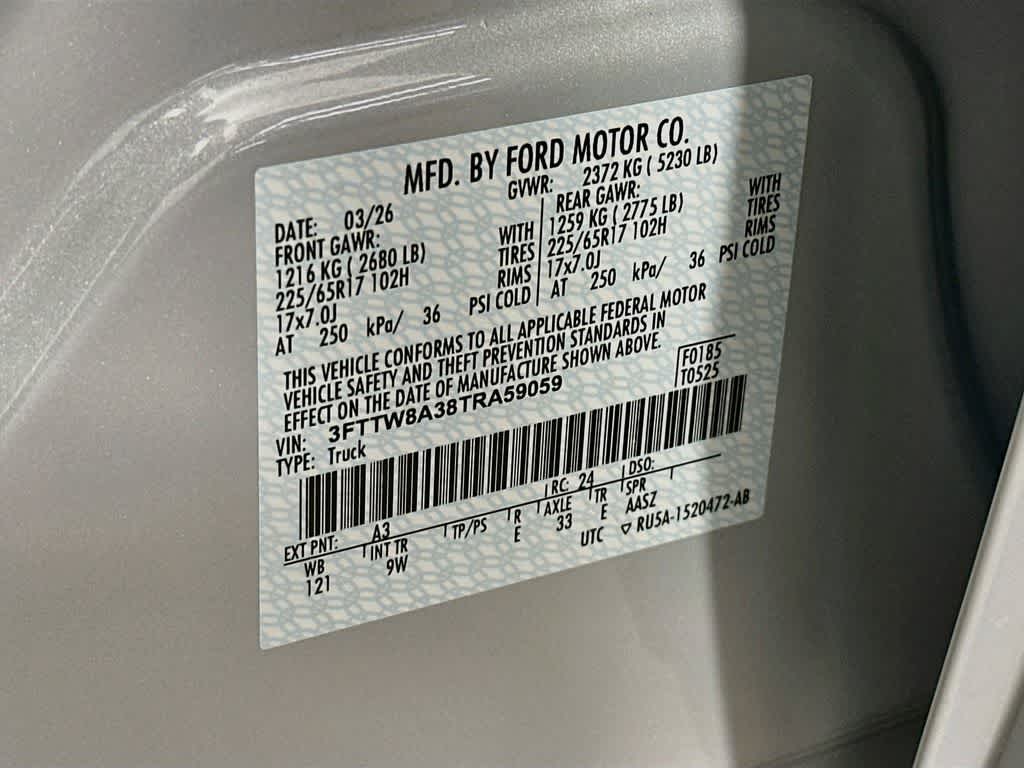 MFD. BY FORD MOTOR CO.
DATE: 03/26
GVWR: 2372 KG ( 5230 LB)
FRONT GAWR:
1216 KG ( 2680 LB) WITH
225/65R17 102H TIRES
17x7.0J RIMS
AT 250 kPa/ 36 PSI COLD
REAR GAWR:
1259 KG ( 2775 LB) WITH
225/65R17 102H TIRES
17x7.0J RIMS
AT 250 kPa/ 36 PSI COLD
THIS VEHICLE CONFORMS TO ALL APPLICABLE FEDERAL MOTOR
VEHICLE SAFETY AND THEFT PREVENTION STANDARDS IN
EFFECT ON THE DATE OF MANUFACTURE SHOWN ABOVE.
VIN: 3FTTW8A38TRA59059
TYPE: Truck
F0185
T0525
EXT PNT: A3 RC: 24 DSO:
WB INT TR TP/PS R AXLE TR SPR
121 9W E 33 E AASZ
UTC ▽ RU5A-1520472-AB